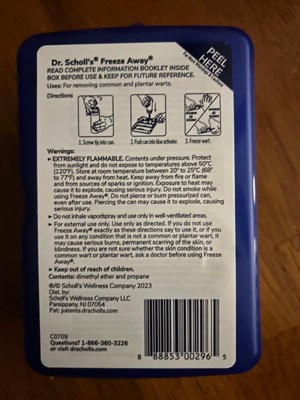 Dr. Scholl's® Freeze Away®
READ COMPLETE INFORMATION BOOKLET INSIDE
BOX BEFORE USE & KEEP FOR FUTURE REFERENCE.
Uses: For removing common and plantar warts.
PEEL
HERE
Directions
1. Screw tip into can.
2. Push can into blue activator.
3. Freeze wart.
Warnings:
▶ EXTREMELY FLAMMABLE. Contents under pressure. Protect
from sunlight and do not expose to temperatures above 50°C
(120°F). Store at room temperature between 20° to 25°C (68°
to 77°F) and away from heat. Keep away from fire or flame
and from sources of sparks or ignition. Exposure to heat may
cause it to explode, causing serious injury. Do not smoke while
using Freeze Away®. Do not pierce or burn pressurized can,
even after use. Piercing the can may cause it to explode, causing
serious injury.
▶ Do not inhale vapor/spray and use only in well-ventilated areas.
▶ For external use only. Use only as directed. If you do not use
Freeze Away® exactly as these directions say to use it, or if you
use it on any condition that is not a common or plantar wart, it
may cause serious burns, permanent scarring of the skin, or
blindness. If you are not sure whether the skin condition is a
common wart or plantar wart, ask a doctor before using Freeze
Away®.
▶ Keep out of reach of children.
Contents: dimethyl ether and propane
®/© Scholl's Wellness Company 2023
Dist. by:
Scholl's Wellness Company LLC
Parsippany, NJ 07054
Pat: patents.drscholls.com
C0709
Questions? 1-866-360-3226
or visit drscholls.com
8 88853 00296 5